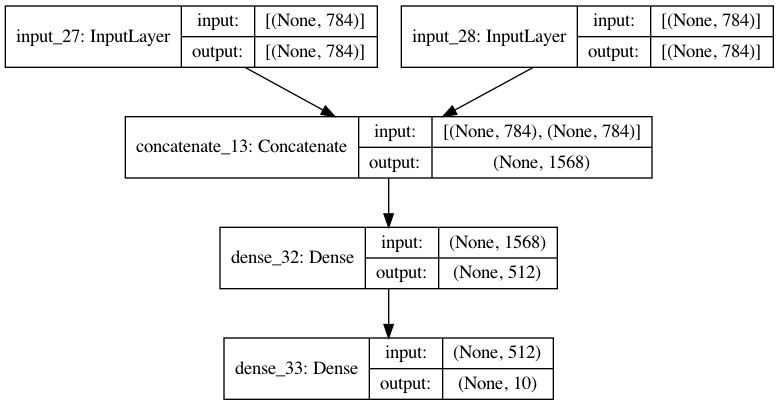 input_27: InputLayer
input: [(None, 784)]
output: [(None, 784)]
input_28: InputLayer
input: [(None, 784)]
output: [(None, 784)]
concatenate_13: Concatenate
input: [(None, 784), (None, 784)]
output: (None, 1568)
dense_32: Dense
input: (None, 1568)
output: (None, 512)
dense_33: Dense
input: (None, 512)
output: (None, 10)